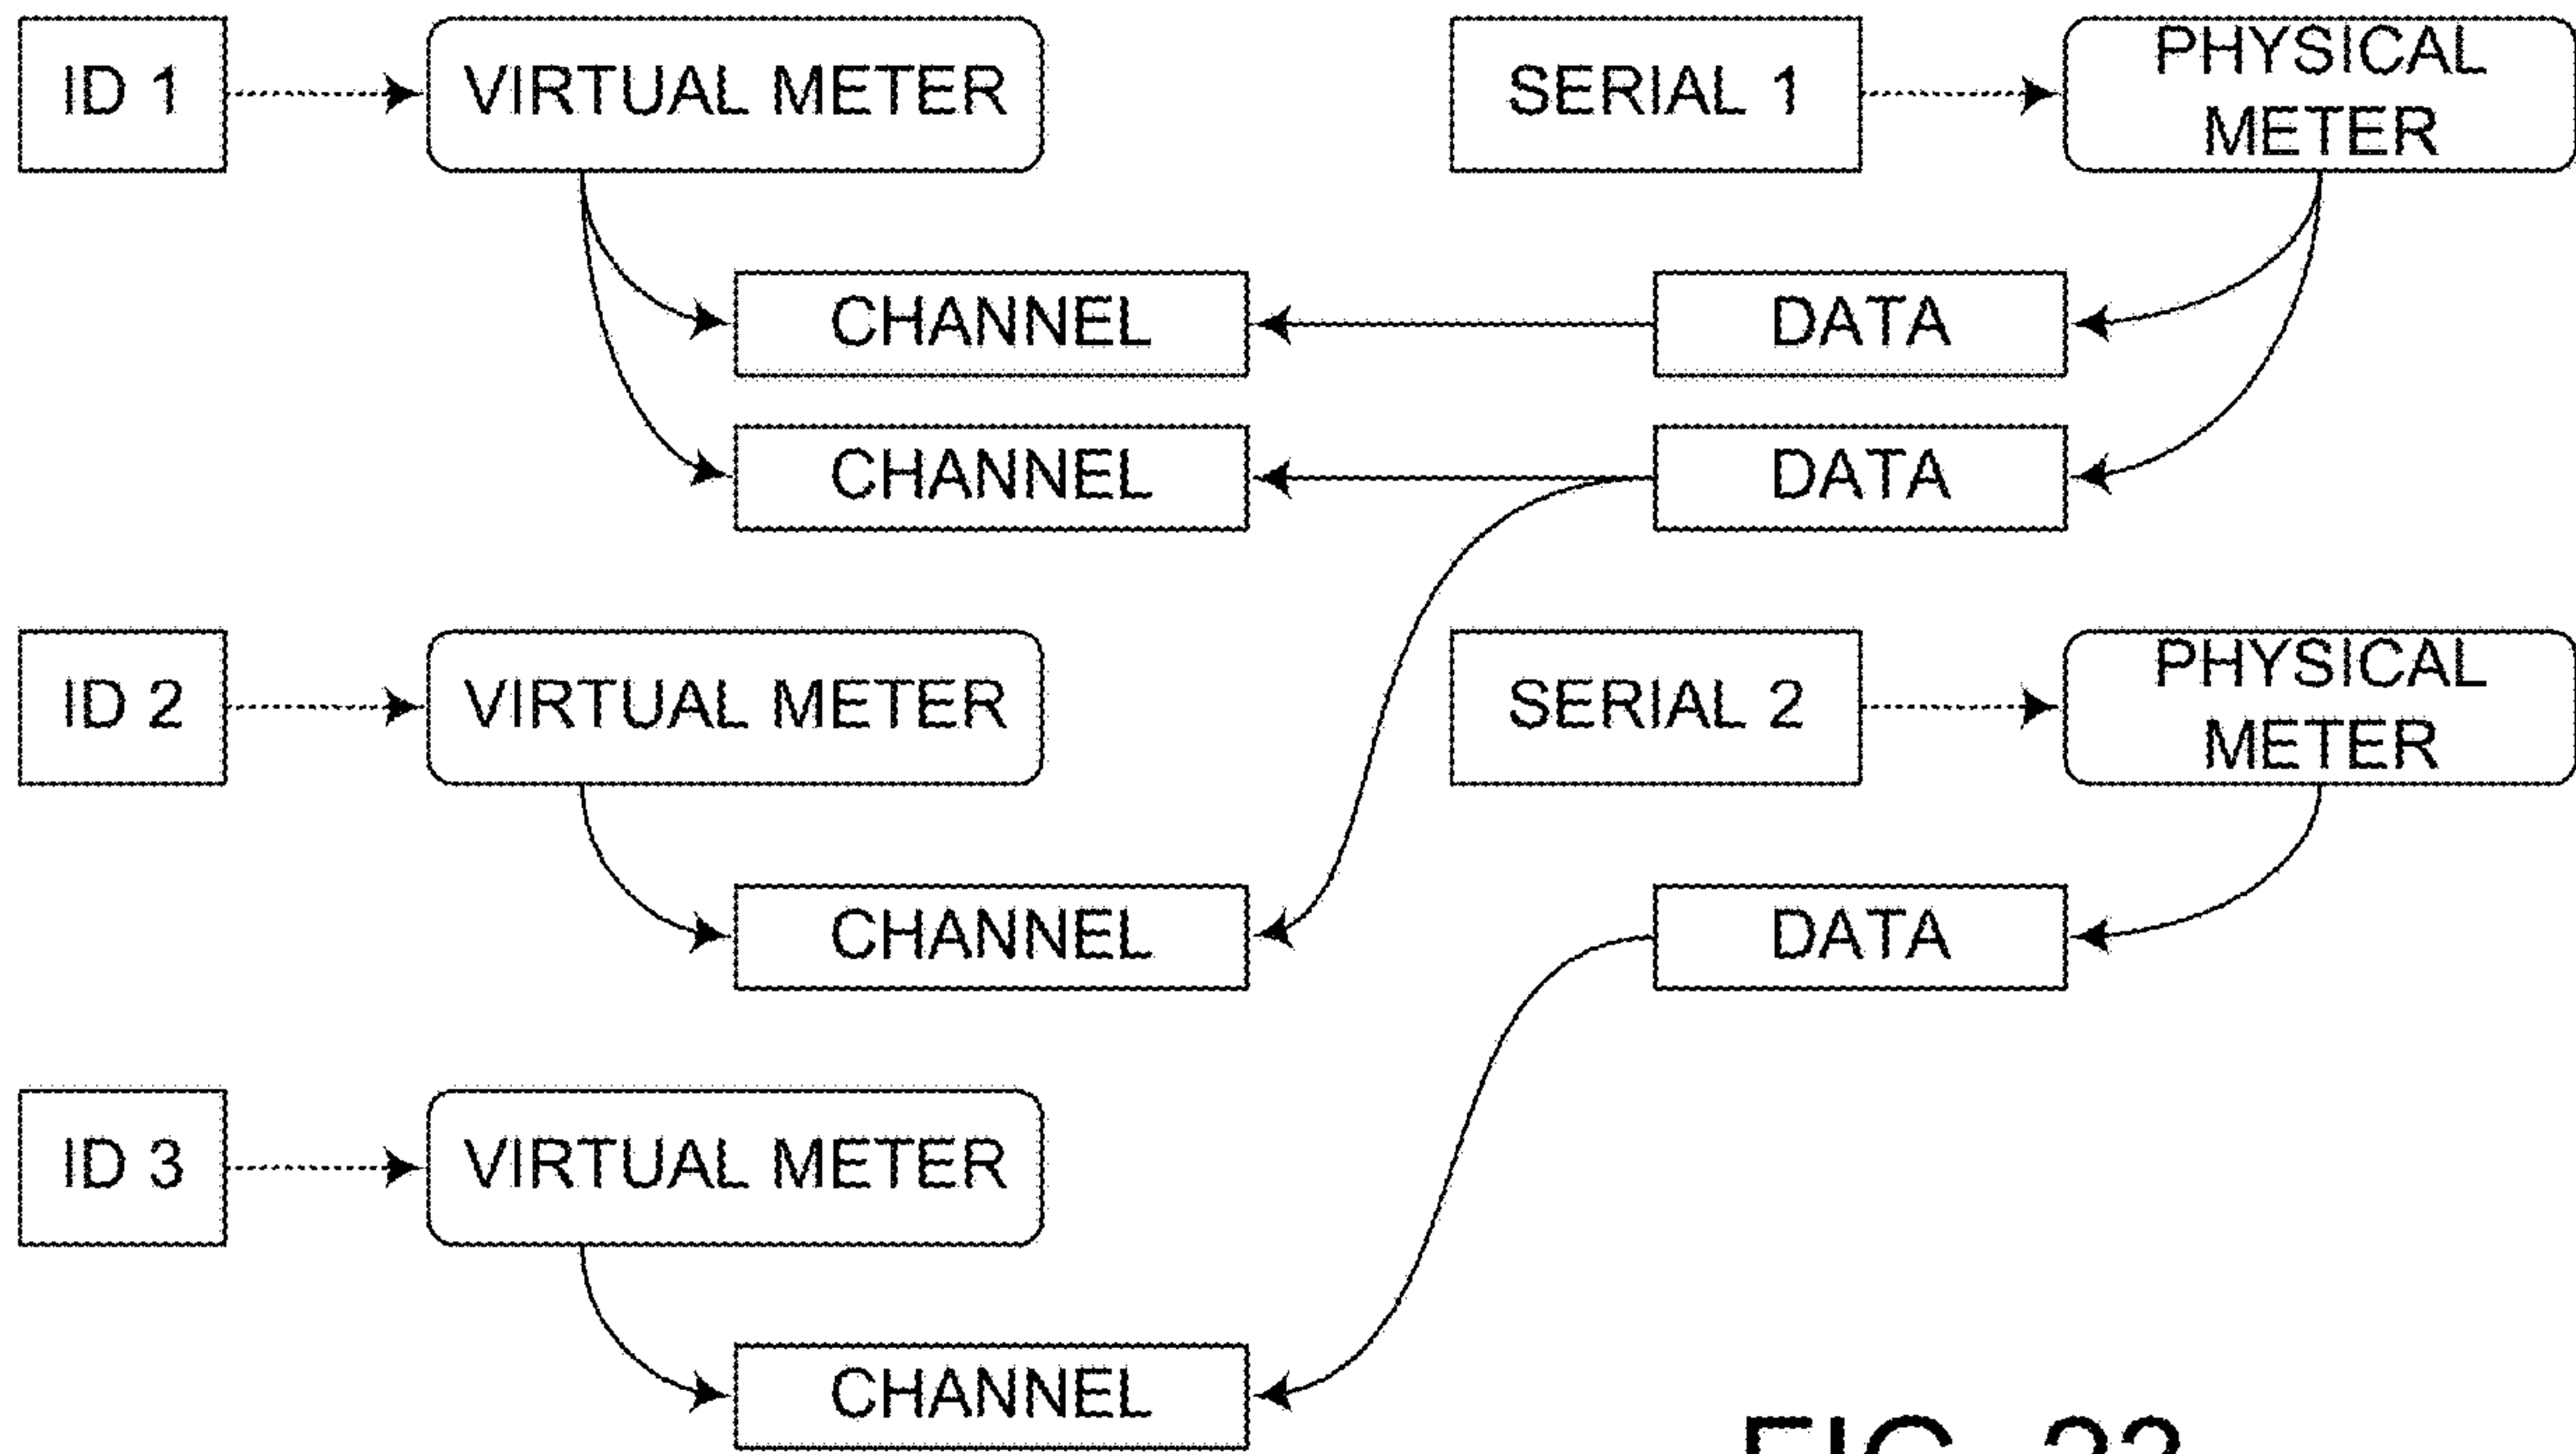 ID 1
VIRTUAL METER
SERIAL 1
PHYSICAL
METER
CHANNEL
DATA
CHANNEL
DATA
ID 2
VIRTUAL METER
SERIAL 2
PHYSICAL
METER
CHANNEL
DATA
ID 3
VIRTUAL METER
CHANNEL